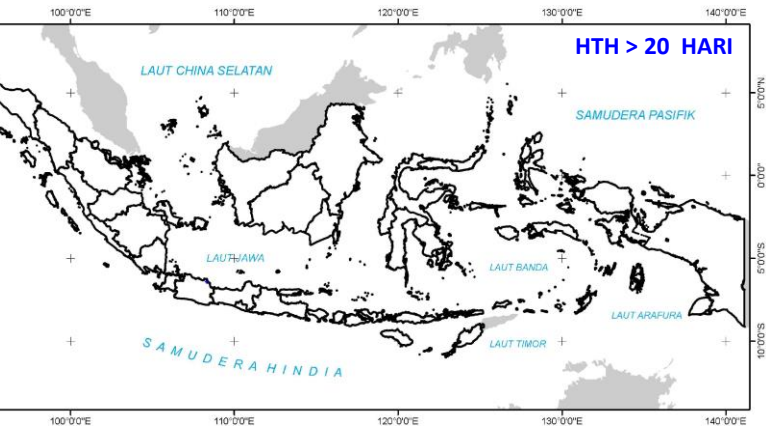 100°0'0"E 110°0'0"E 120°0'0"E 130°0'0"E 140°0'0"E
HTH > 20 HARI
LAUT CHINA SELATAN
5°0'0"N
SAMUDERA PASIFIK
0°0'0"
LAUT JAWA
LAUT BANDA
5°0'0"S
LAUT ARAFURA
SAMUDERA HINDIA
LAUT TIMOR
10°0'0"S
100°0'0"E 110°0'0"E 120°0'0"E 130°0'0"E 140°0'0"E